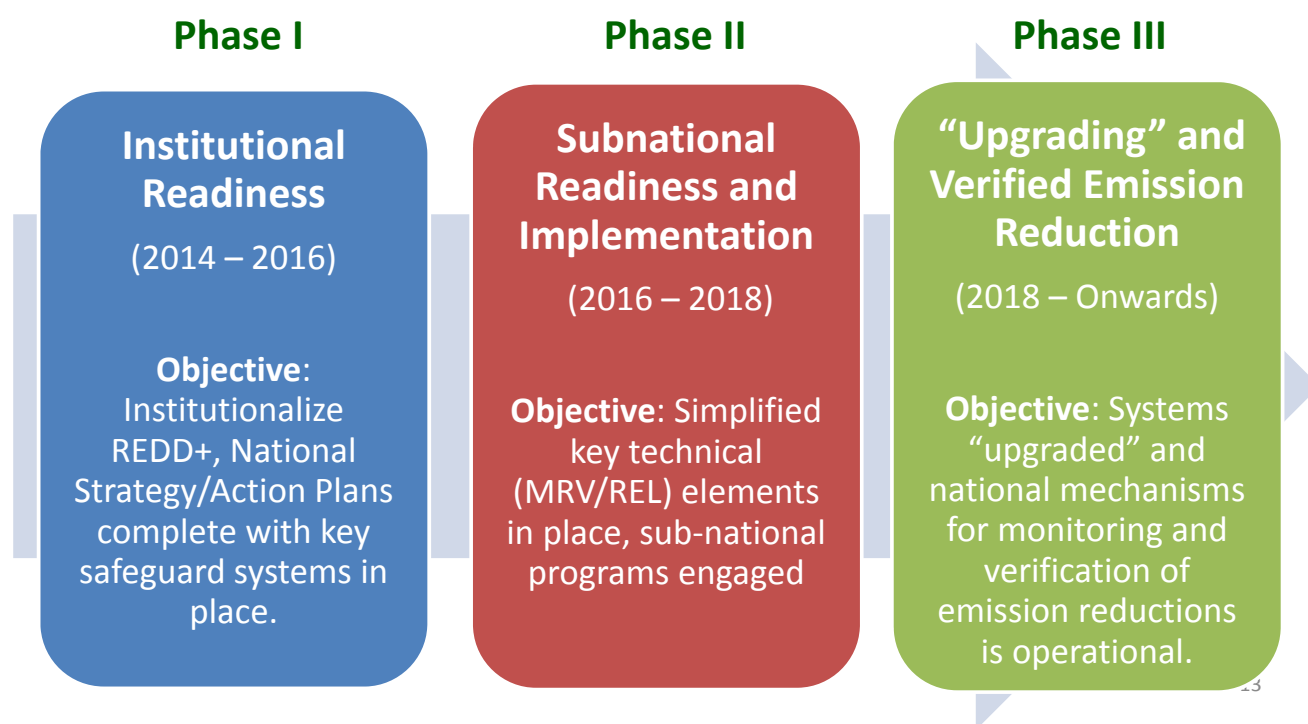 Phase I
Institutional
Readiness
(2014 – 2016)
Objective:
Institutionalize
REDD+, National
Strategy/Action Plans
complete with key
safeguard systems in
place.
Phase II
Subnational
Readiness and
Implementation
(2016 – 2018)
Objective: Simplified
key technical
(MRV/REL) elements
in place, sub-national
programs engaged
Phase III
“Upgrading” and
Verified Emission
Reduction
(2018 – Onwards)
Objective: Systems
“upgraded” and
national mechanisms
for monitoring and
verification of
emission reductions
is operational.
13